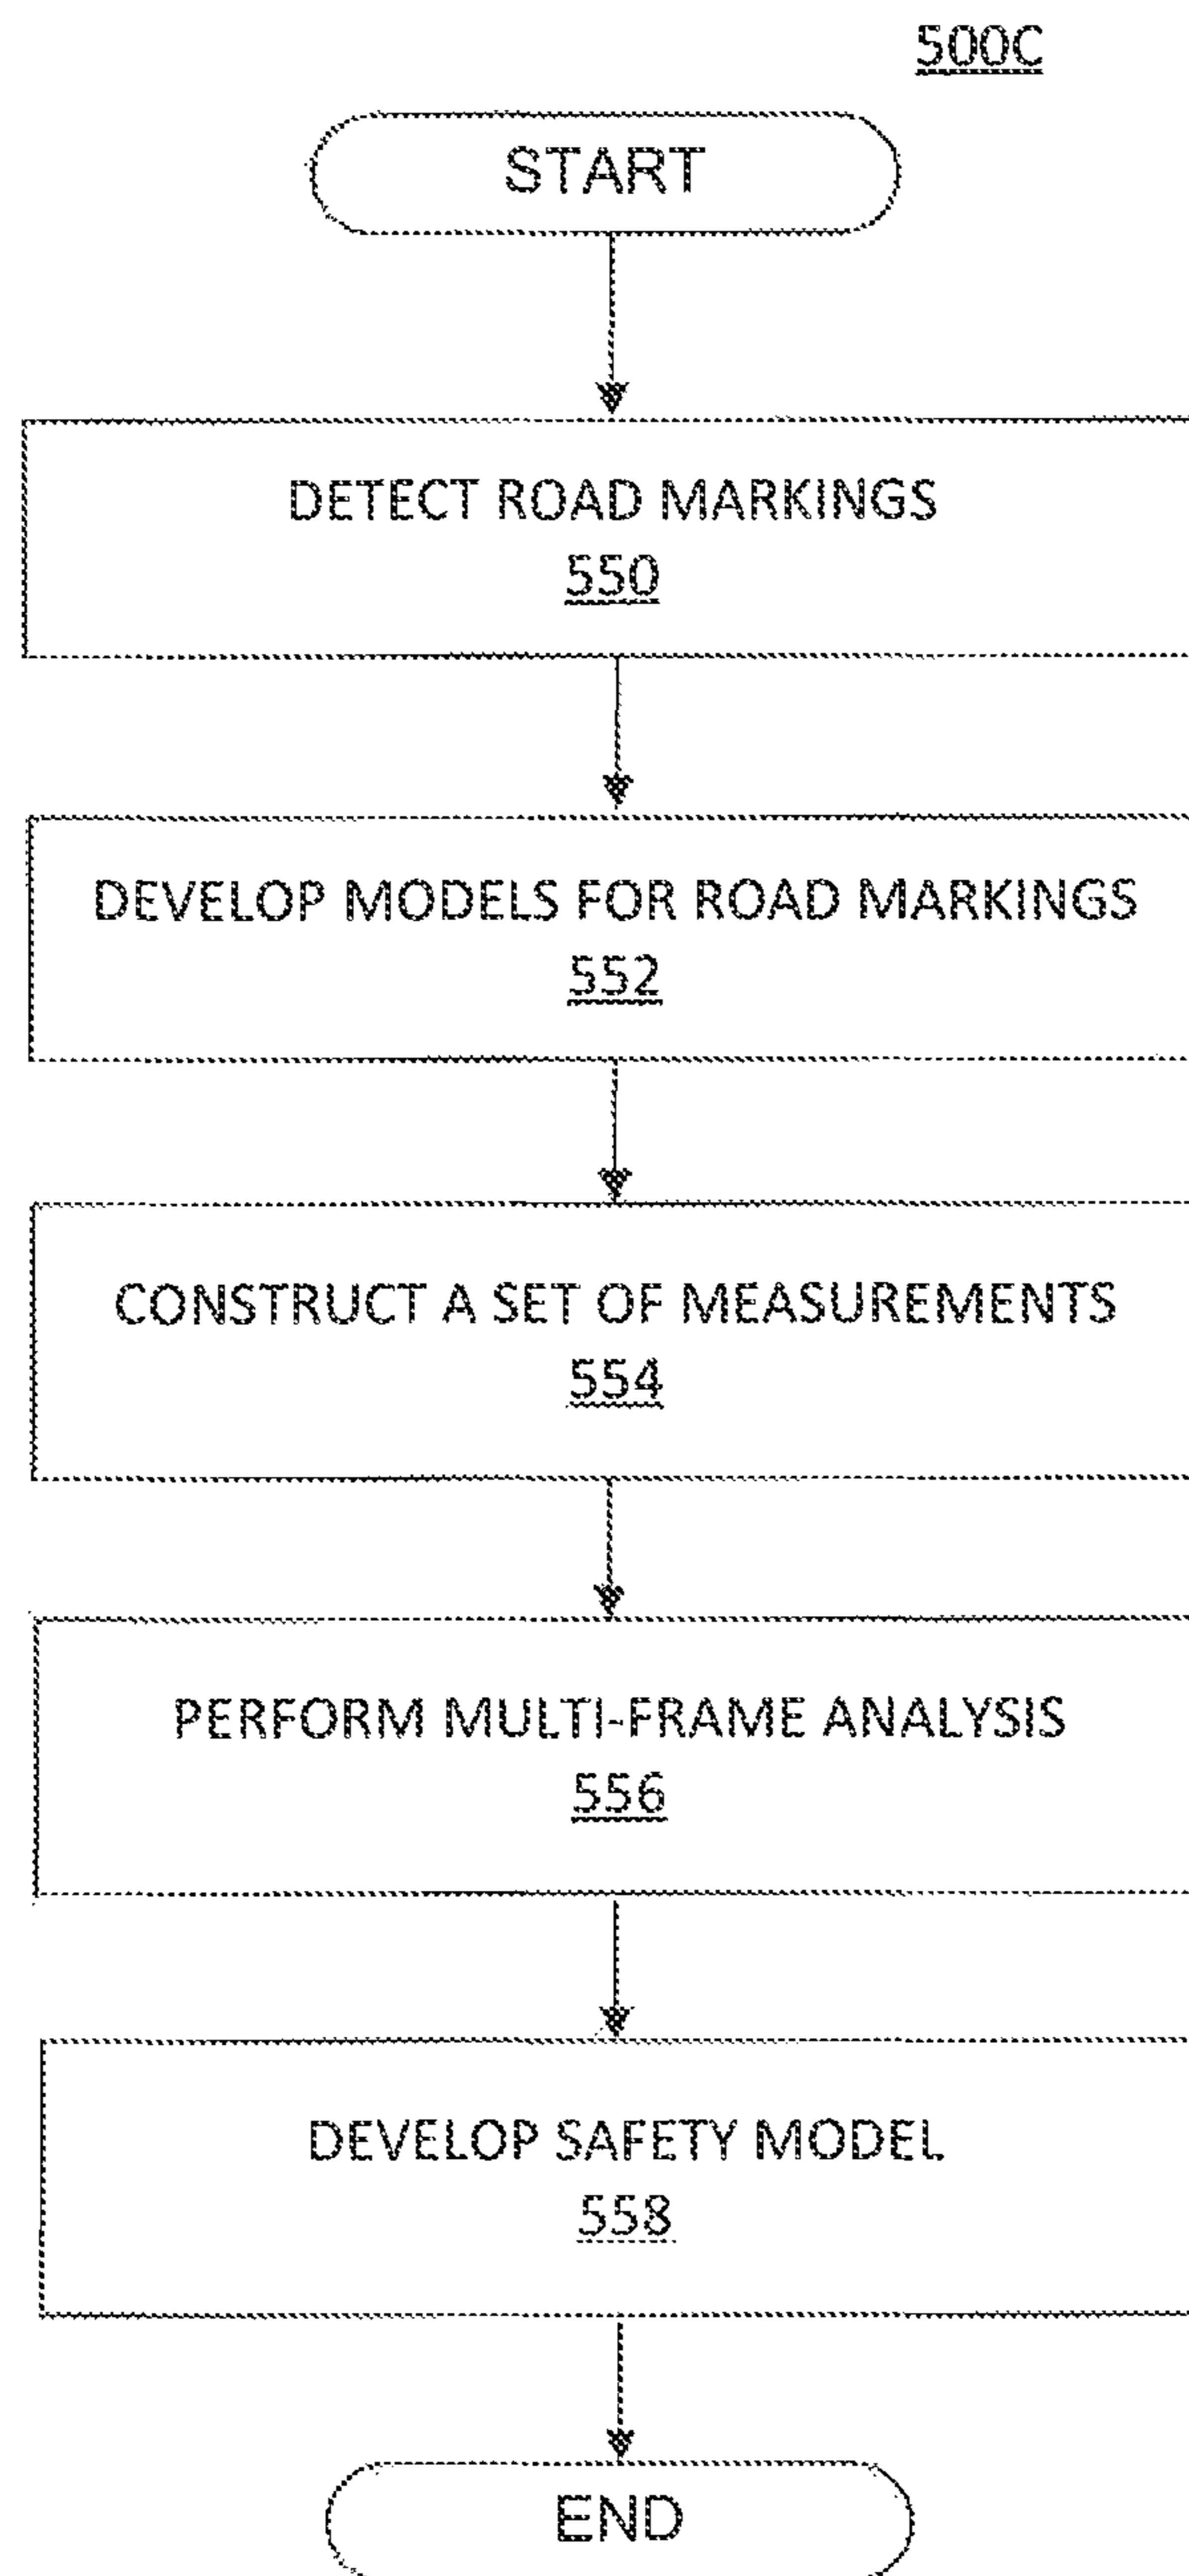 500C
START
DETECT ROAD MARKINGS
550
DEVELOP MODELS FOR ROAD MARKINGS
552
CONSTRUCT A SET OF MEASUREMENTS
554
PERFORM MULTI-FRAME ANALYSIS
556
DEVELOP SAFETY MODEL
558
END